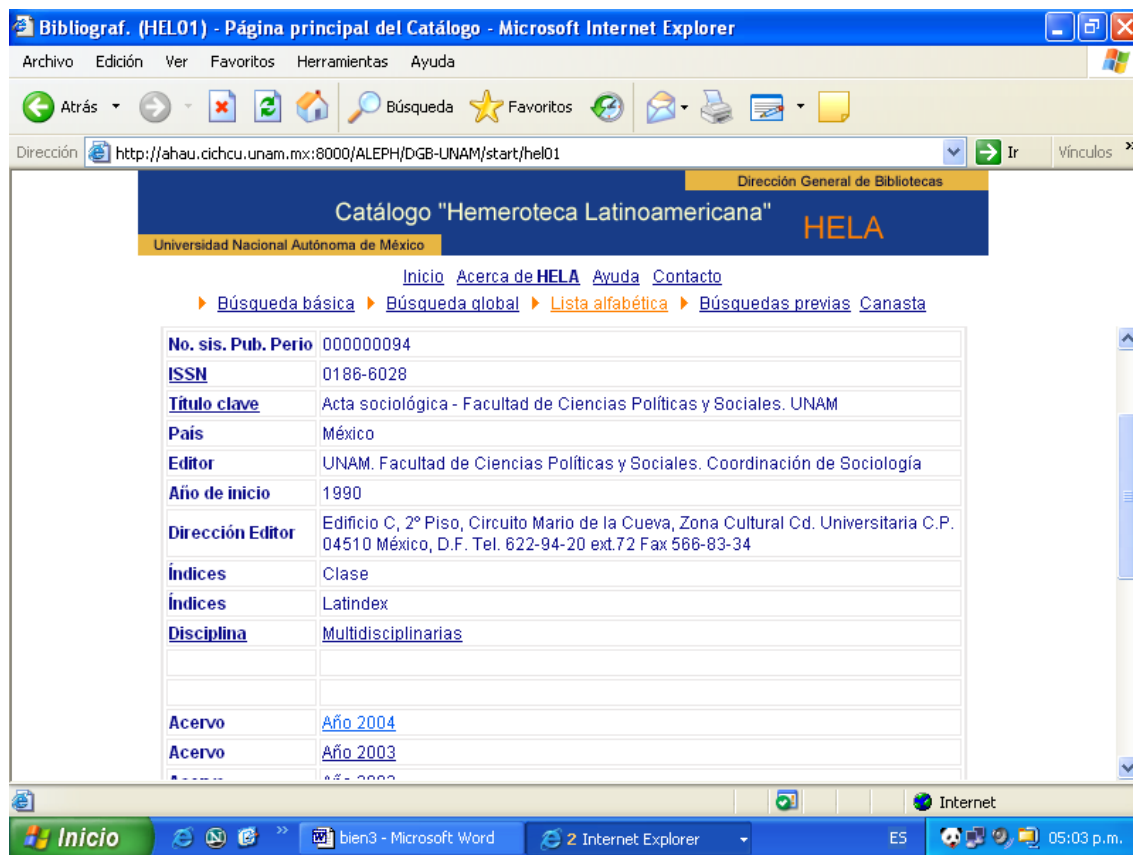 Bibliograf. (HEL01) - Página principal del Catálogo - Microsoft Internet Explorer
Archivo Edición Ver Favoritos Herramientas Ayuda
Atrás Búsqueda Favoritos
Dirección http://ahau.cichcu.unam.mx:8000/ALEPH/DGB-UNAM/start/hel01 Ir Vínculos »
Dirección General de Bibliotecas
Catálogo "Hemeroteca Latinoamericana" HELA
Universidad Nacional Autónoma de México
Inicio Acerca de HELA Ayuda Contacto
Búsqueda básica Búsqueda global Lista alfabética Búsquedas previas Canasta
No. sis. Pub. Perio 000000094
ISSN 0186-6028
Título clave Acta sociológica - Facultad de Ciencias Políticas y Sociales. UNAM
País México
Editor UNAM. Facultad de Ciencias Políticas y Sociales. Coordinación de Sociología
Año de inicio 1990
Dirección Editor Edificio C, 2º Piso, Circuito Mario de la Cueva, Zona Cultural Cd. Universitaria C.P.
04510 México, D.F. Tel. 622-94-20 ext.72 Fax 566-83-34
Índices Clase
Índices Latindex
Disciplina Multidisciplinarias
Acervo Año 2004
Acervo Año 2003
Internet
Inicio » bien3 - Microsoft Word 2 Internet Explorer ES 05:03 p.m.